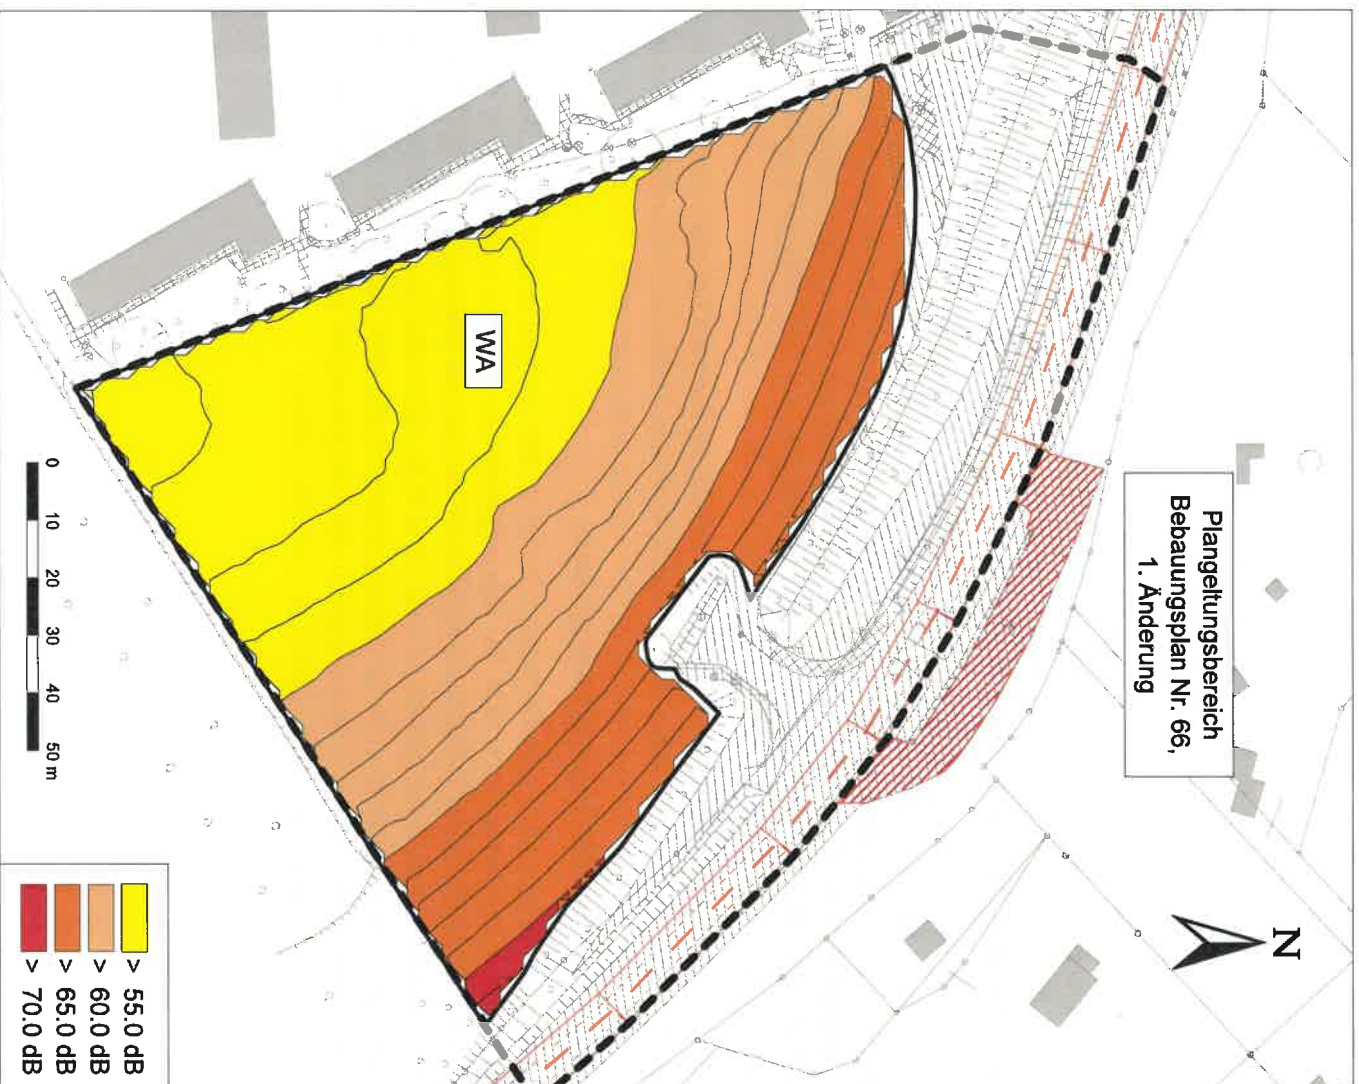 Plangeltungsbereich
Bebauungsplan Nr. 66,
1. Änderung
N
WA
0 10 20 30 40 50 m
> 55.0 dB
> 60.0 dB
> 65.0 dB
> 70.0 dB